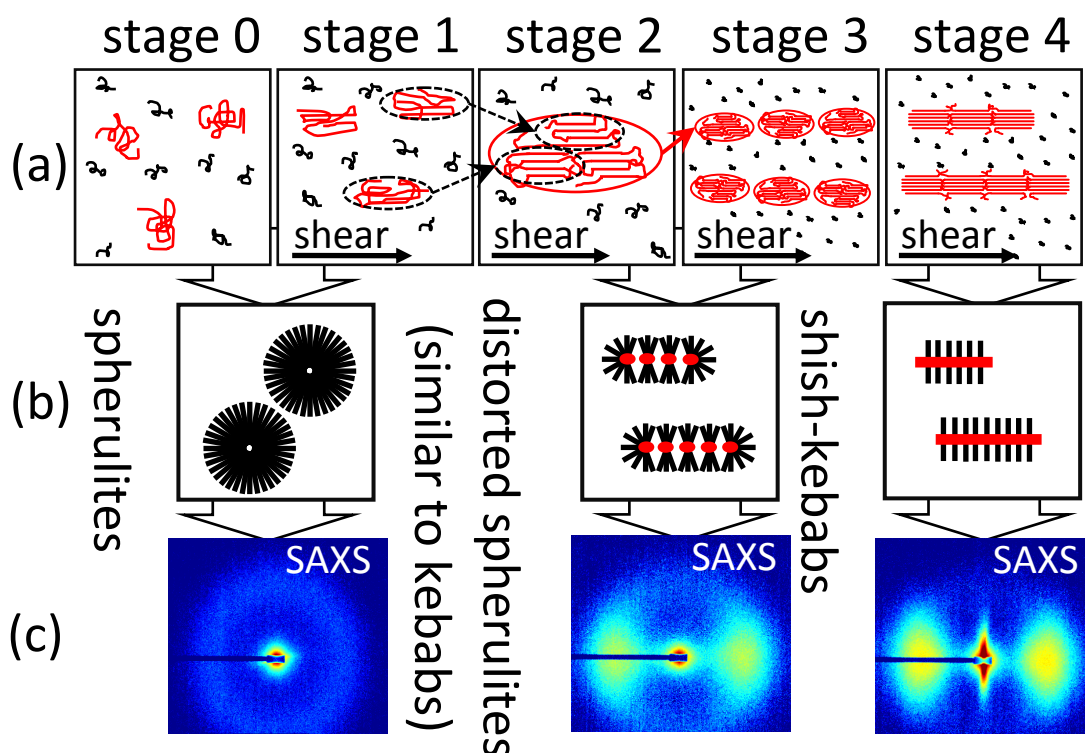 stage 0
stage 1
stage 2
stage 3
stage 4
(a)
shear
shear
shear
shear
(b)
spherulites
distorted spherulites
(similar to kebabs)
shish-kebabs
(c)
SAXS
SAXS
SAXS